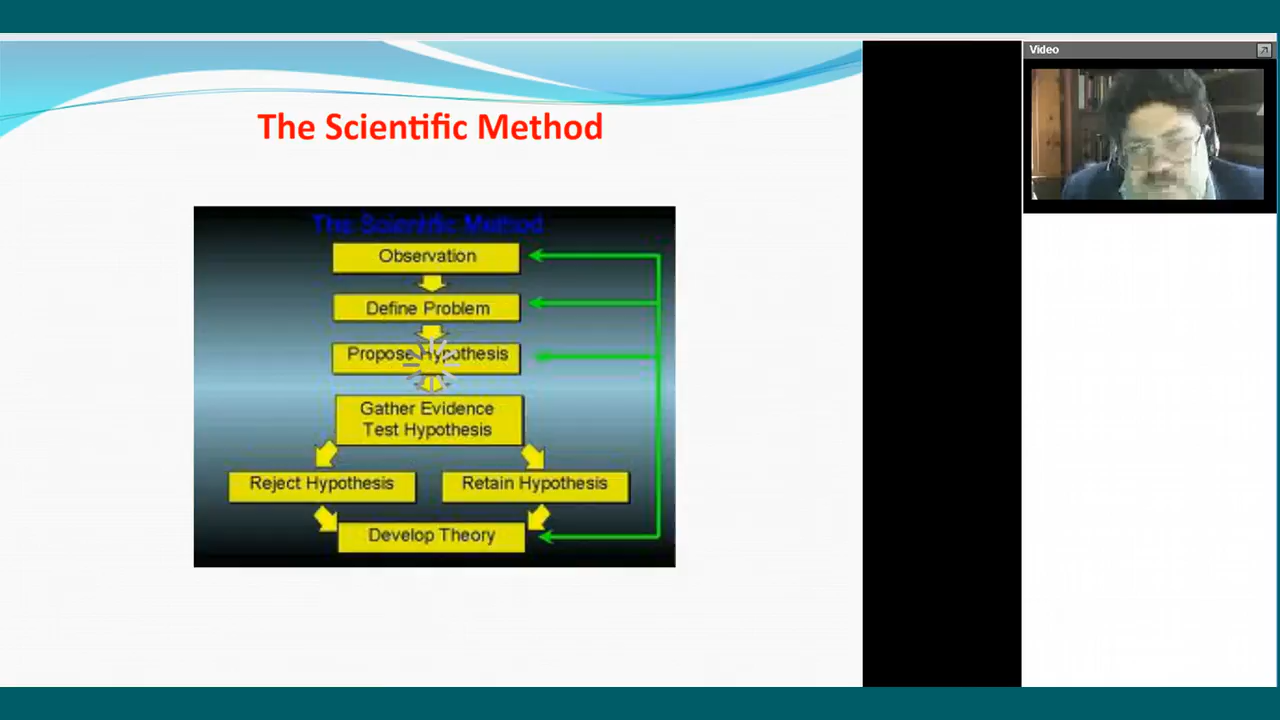 Video
The Scientific Method
The Scientific Method
Observation
Define Problem
Propose Hypothesis
Gather Evidence
Test Hypothesis
Reject Hypothesis
Retain Hypothesis
Develop Theory